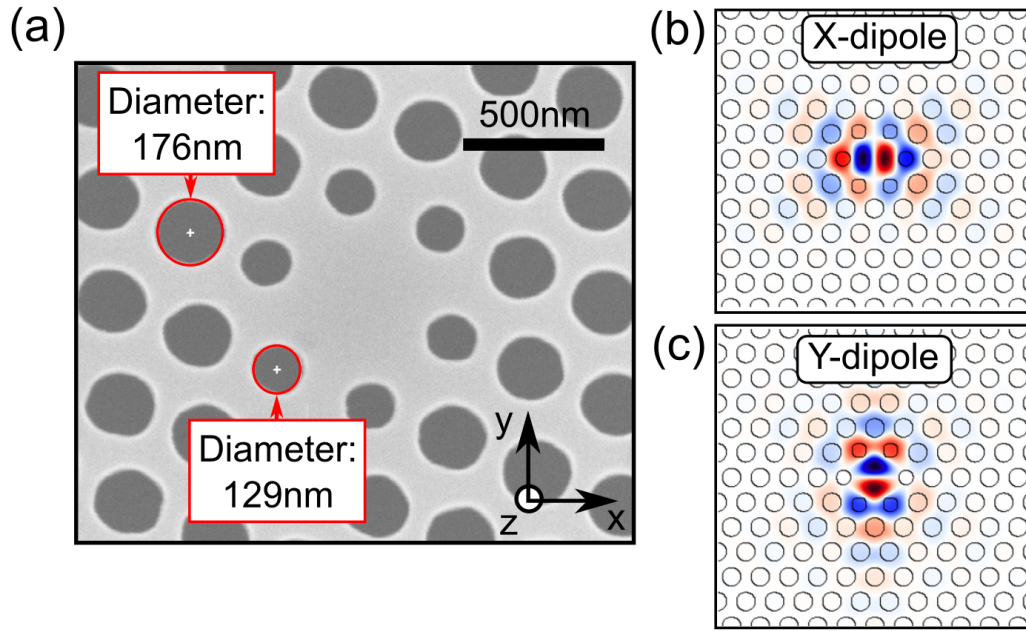 (a)
Diameter:
176nm
500nm
Diameter:
129nm
y
z
x
(b)
X-dipole
(c)
Y-dipole